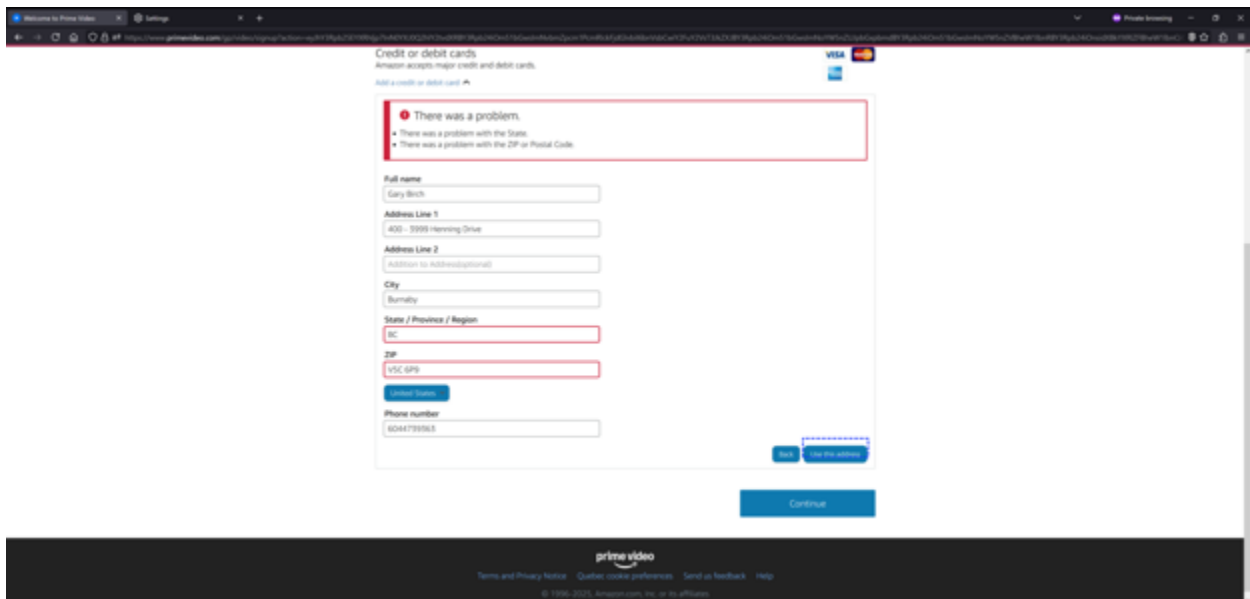 Welcome to Prime Video
Settings
Private browsing
Credit or debit cards
Amazon accepts major credit and debit cards.
VISA
Add a credit or debit card
There was a problem.
• There was a problem with the State.
• There was a problem with the ZIP or Postal Code.
Full name
Gary Birch
Address Line 1
400 - 3999 Henning Drive
Address Line 2
Addition to Address(optional)
City
Burnaby
State / Province / Region
BC
ZIP
V5C 6P9
United States
Phone number
Back
Use this address
Continue
prime video
Terms and Privacy Notice Quebec cookie preferences Send us feedback Help
© 1996-2025, Amazon.com, Inc. or its affiliates